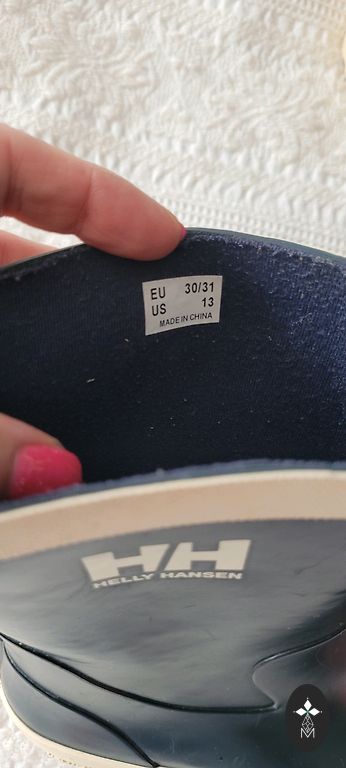 EU 30/31
US 13
MADE IN CHINA
HH
HELLY HANSEN
M